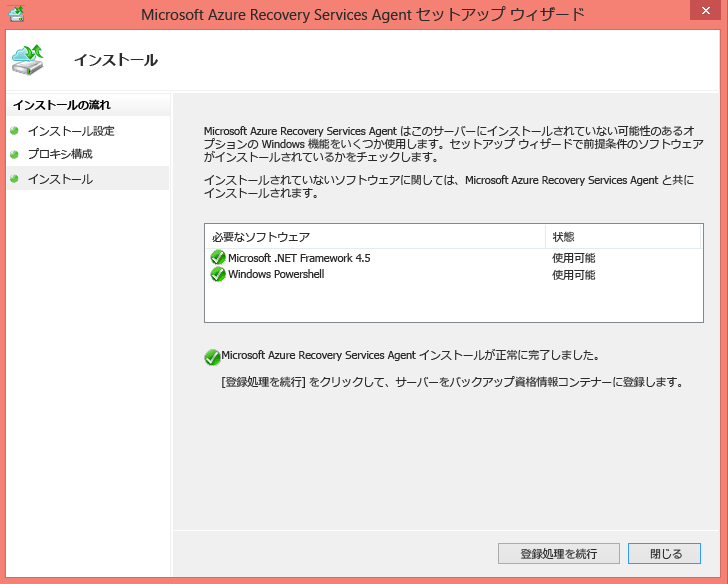 Microsoft Azure Recovery Services Agent セットアップ ウィザード
インストール
インストールの流れ
インストール設定
プロキシ構成
インストール
Microsoft Azure Recovery Services Agent はこのサーバーにインストールされていない可能性のあるオ
プションの Windows 機能をいくつか使用します。セットアップ ウィザードで前提条件のソフトウェア
がインストールされているかをチェックします。
インストールされていないソフトウェアに関しては、Microsoft Azure Recovery Services Agent と共に
インストールされます。
必要なソフトウェア 状態
Microsoft .NET Framework 4.5 使用可能
Windows Powershell 使用可能
Microsoft Azure Recovery Services Agent インストールが正常に完了しました。
[登録処理を続行] をクリックして、サーバーをバックアップ資格情報コンテナーに登録します。
登録処理を続行 閉じる